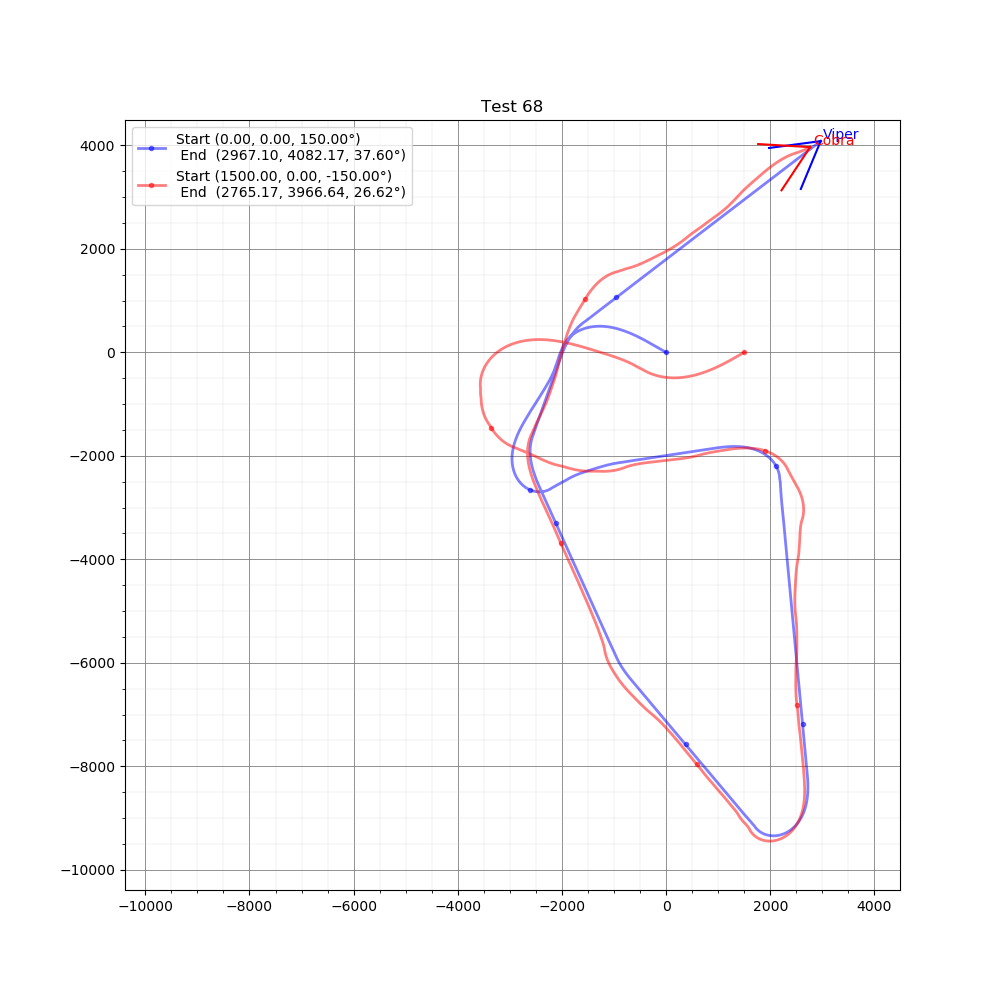 Test 68
Start (0.00, 0.00, 150.00°)
End  (2967.10, 4082.17, 37.60°)
Start (1500.00, 0.00, -150.00°)
End  (2765.17, 3966.64, 26.62°)
Viper
Cobra
4000
2000
0
−2000
−4000
−6000
−8000
−10000
−10000 −8000 −6000 −4000 −2000 0 2000 4000